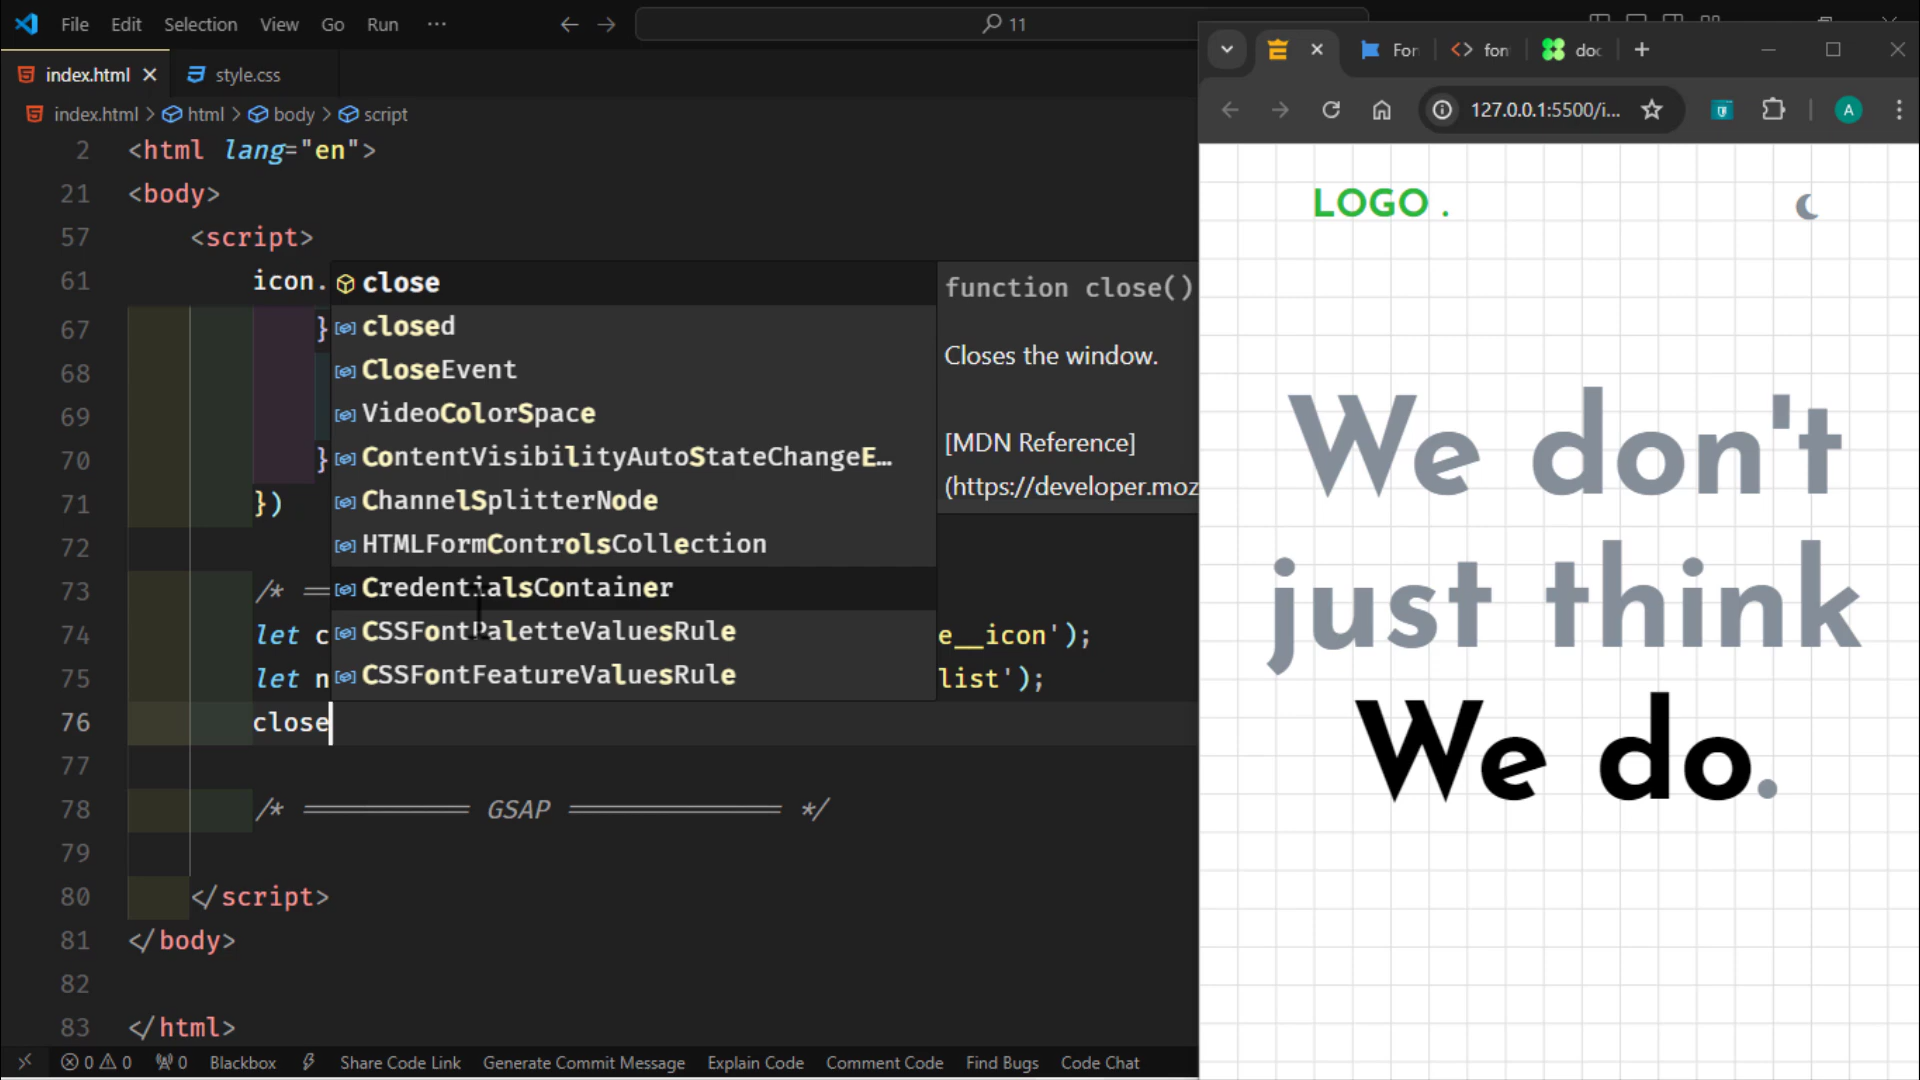 File Edit Selection View Go Run ··· 11
index.html style.css
index.html > html > body > script
2 <html lang="en">
21 <body>
57 <script>
61 icon.
67 }
68
69
70 }
71 })
72
73 /* ==
74 let c e__icon');
75 let n list');
76 close
77
78 /* ========== GSAP ========== */
79
80 </script>
81 </body>
82
83 </html>
close
closed
CloseEvent
VideoColorSpace
ContentVisibilityAutoStateChangeE…
ChannelSplitterNode
HTMLFormControlsCollection
CredentialsContainer
CSSFontPaletteValuesRule
CSSFontFeatureValuesRule
function close()
Closes the window.
[MDN Reference]
(https://developer.moz
0 0 0 Blackbox Share Code Link Generate Commit Message Explain Code Comment Code Find Bugs Code Chat
For fon doc
127.0.0.1:5500/i... A
LOGO .
We don't
just think
We do.